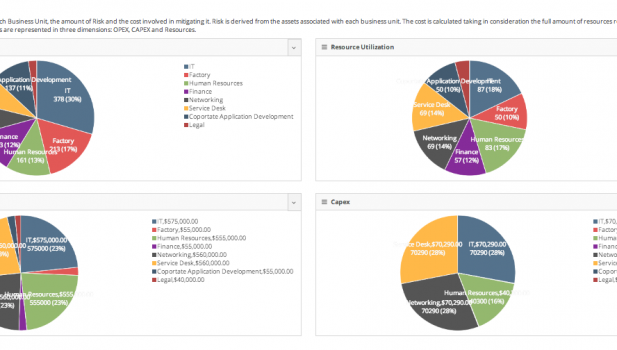 ch Business Unit, the amount of Risk and the cost involved in mitigating it. Risk is derived from the assets associated with each business unit. The cost is calculated taking in consideration the full amount of resources r
s are represented in three dimensions: OPEX, CAPEX and Resources.
Resource Utilization
Application Development
137 (11%)
IT
378 (30%)
Factory
213 (17%)
Human Resources
161 (13%)
nance
3 (12%)
IT
Factory
Human Resources
Finance
Networking
Service Desk
Coportate Application Development
Legal
Application Development
50 (10%)
IT
87 (18%)
Factory
50 (10%)
Human Resources
83 (17%)
Finance
57 (12%)
Networking
69 (14%)
Service Desk
69 (14%)
Capex
IT,$575,000.00
575000 (23%)
Human Resources,$555
555000 (23%)
23%)
IT,$575,000.00
Factory,$55,000.00
Human Resources,$555,000.00
Finance,$55,000.00
Networking,$560,000.00
Service Desk,$560,000.00
Coportate Application Development,$55,000.00
Legal,$40,000.00
e Desk,$70,290.00
70290 (28%)
IT,$70,290.00
70290 (28%)
Human Resources,$40
40300 (16%)
Networking,$70,290.00
70290 (28%)
IT,$70,
Factor
Huma
Financ
Netwo
Servic
Copor
Legal,$